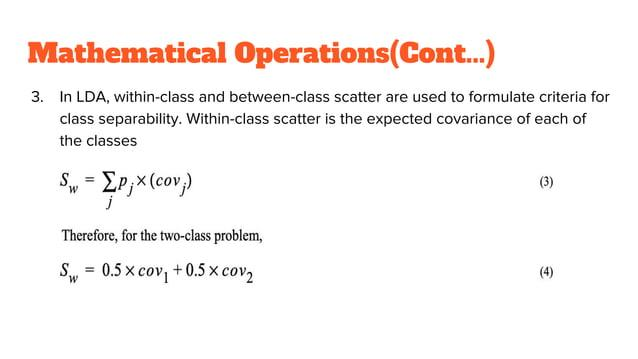 Mathematical Operations(Cont...)
3. In LDA, within-class and between-class scatter are used to formulate criteria for
class separability. Within-class scatter is the expected covariance of each of
the classes
S_w = ∑_j p_j × (cov_j) (3)
Therefore, for the two-class problem,
S_w = 0.5 × cov_1 + 0.5 × cov_2 (4)